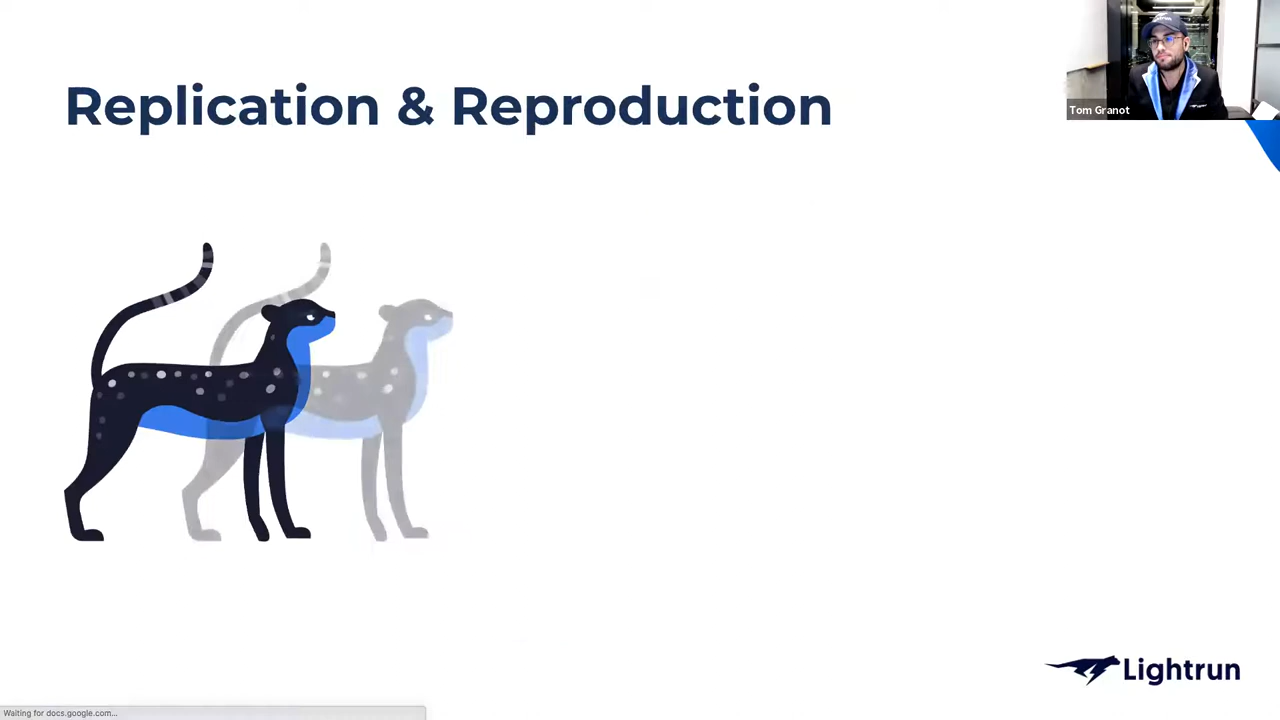 Replication & Reproduction
Tom Granot
Lightrun
Waiting for docs.google.com...